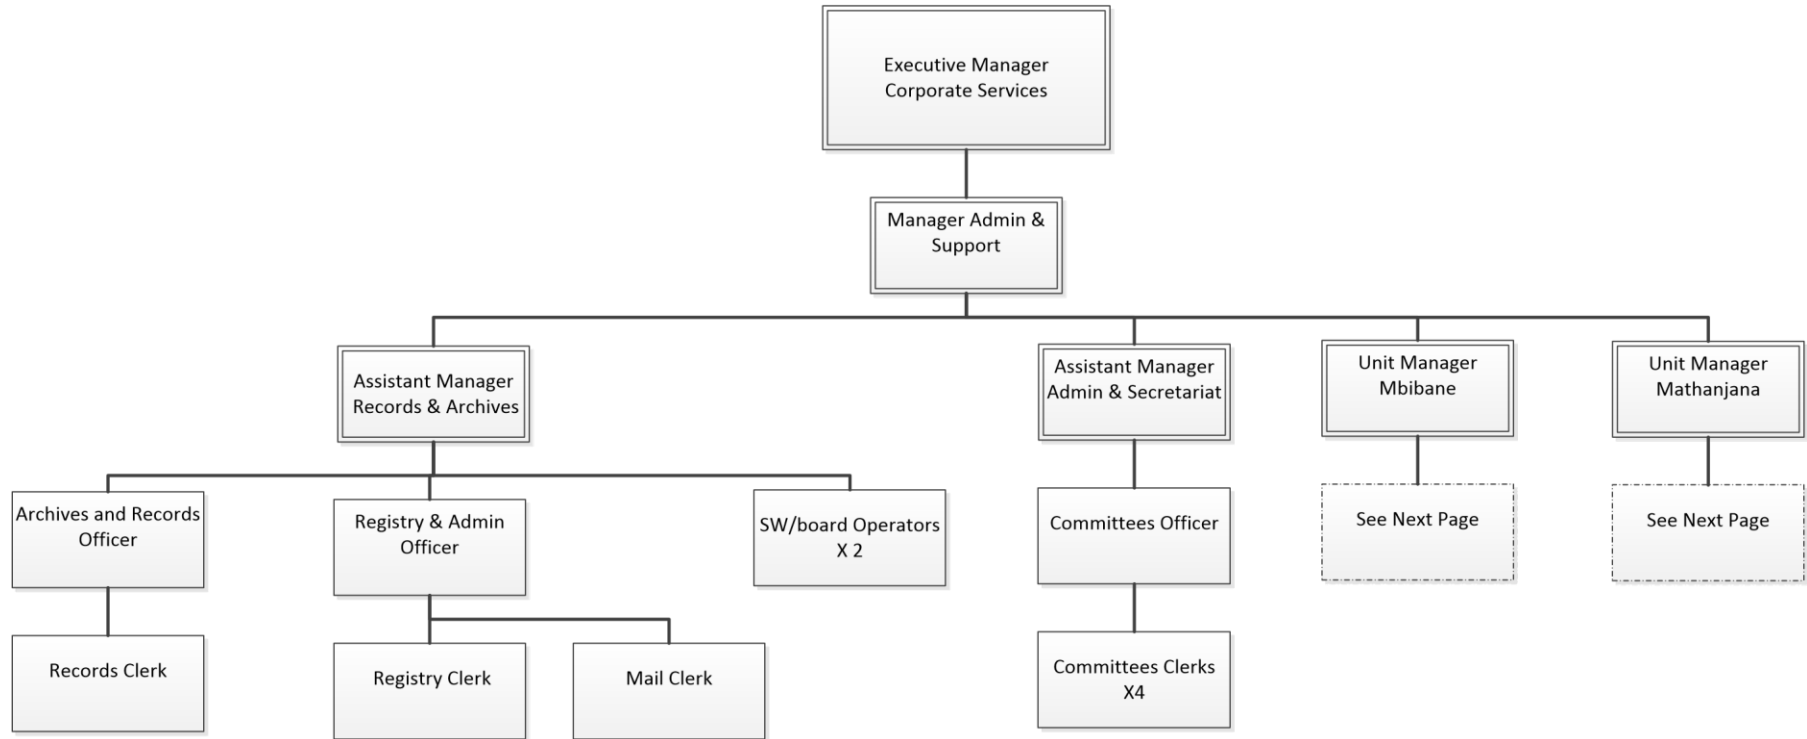 Executive Manager
Corporate Services
Manager Admin &
Support
Assistant Manager
Records & Archives
Assistant Manager
Admin & Secretariat
Unit Manager
Mbibane
Unit Manager
Mathanjana
Archives and Records
Officer
Registry & Admin
Officer
SW/board Operators
X 2
Committees Officer
See Next Page
See Next Page
Records Clerk
Registry Clerk
Mail Clerk
Committees Clerks
X4